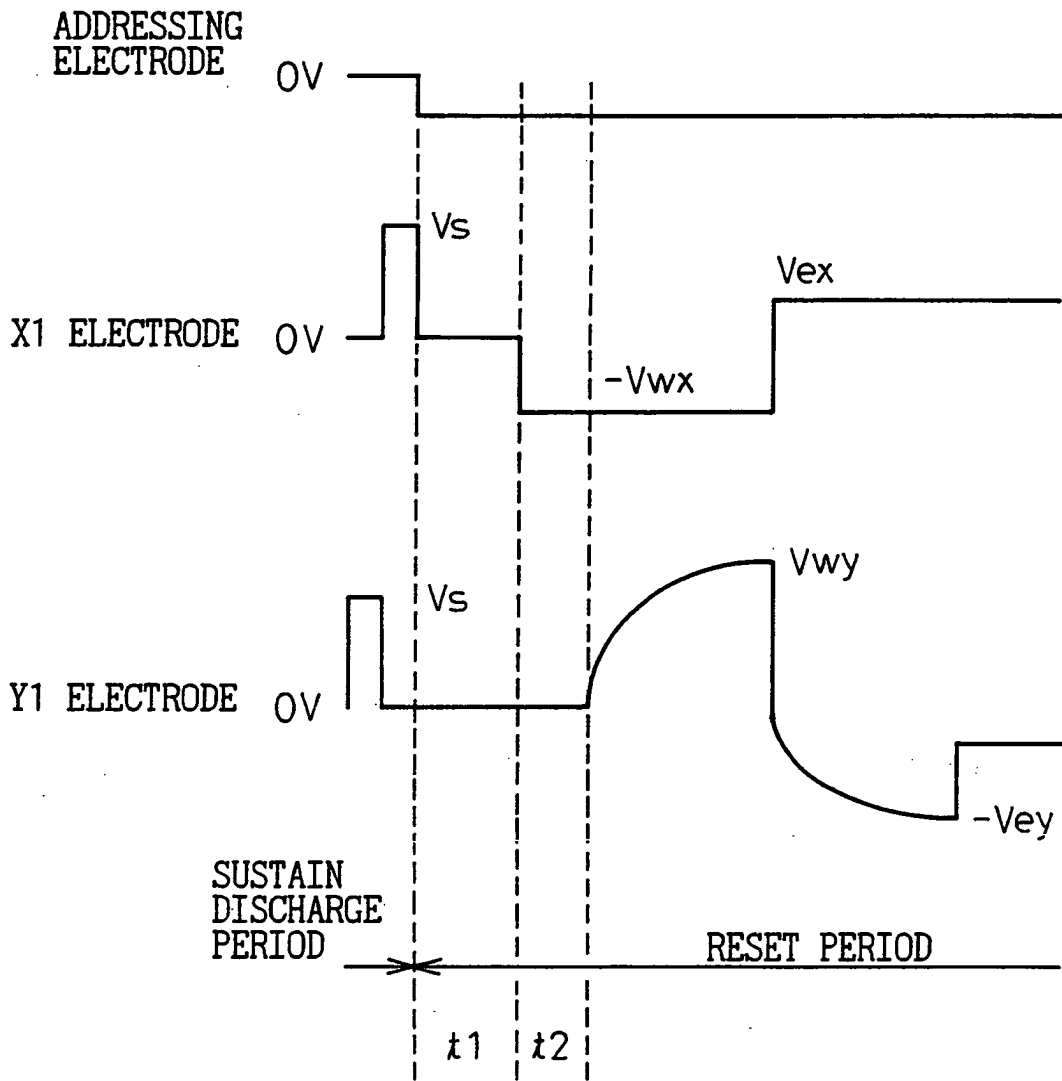 ADDRESSING
ELECTRODE
0V
Vs
X1 ELECTRODE 0V
Vex
-Vwx
Vwy
Vs
Y1 ELECTRODE 0V
-Vey
SUSTAIN
DISCHARGE
PERIOD
RESET PERIOD
t1
t2